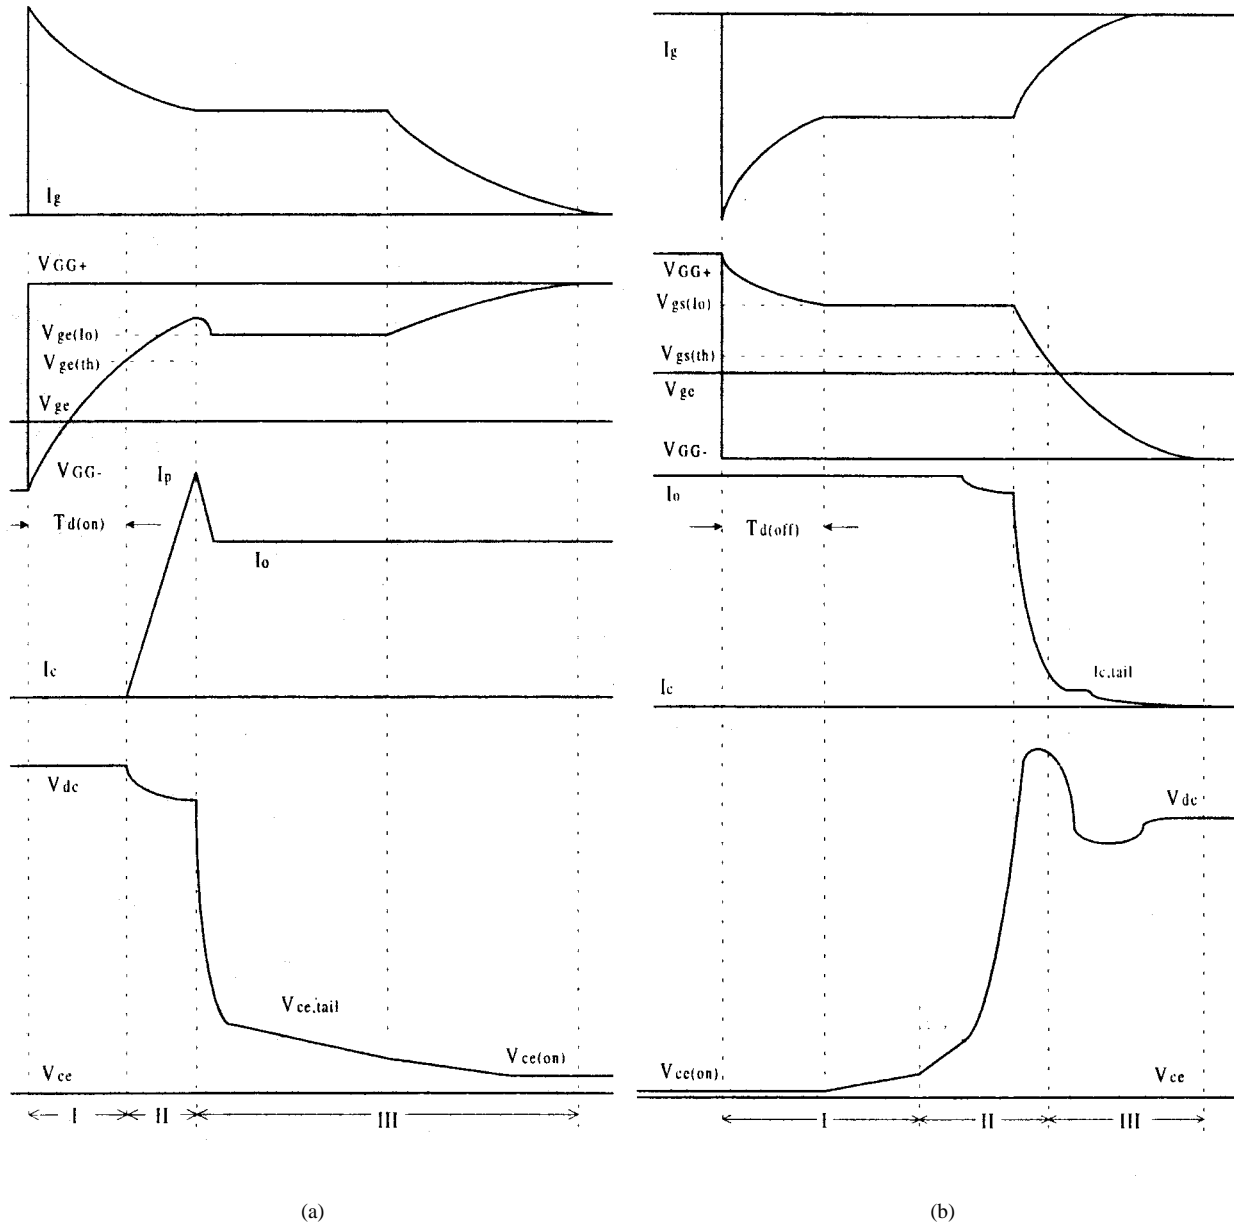 Ig
VGG+
Vge(Io)
Vge(th)
Vge
VGG-
Ip
Td(on)
Io
Ic
Vdc
Vce,tail
Vce(on)
Vce
I
II
III
(a)
Ig
VGG+
Vgs(Io)
Vgs(th)
Vge
VGG-
Io
Td(off)
Ic,tail
Ic
Vdc
Vce(on)
Vce
I
II
III
(b)